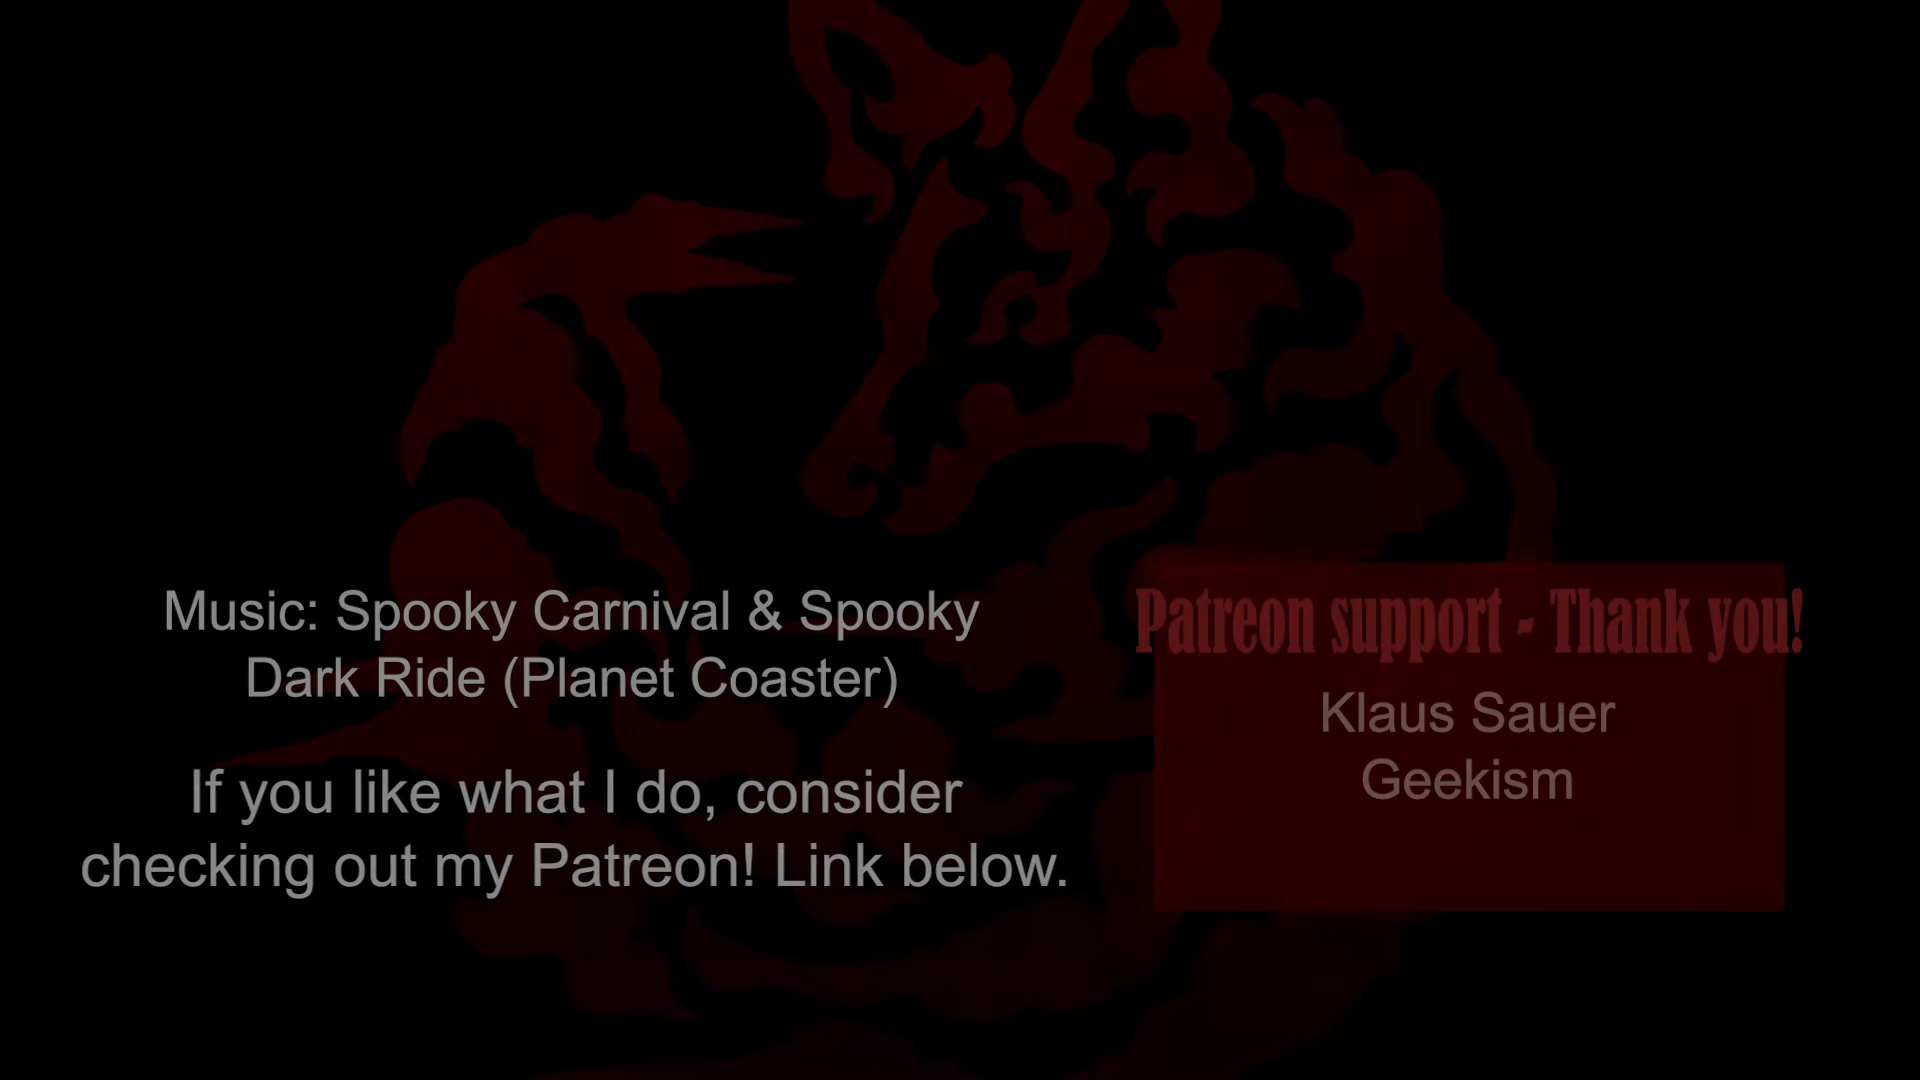 Music: Spooky Carnival & Spooky
Dark Ride (Planet Coaster)
If you like what I do, consider
checking out my Patreon! Link below.
Patreon support - Thank you!
Klaus Sauer
Geekism